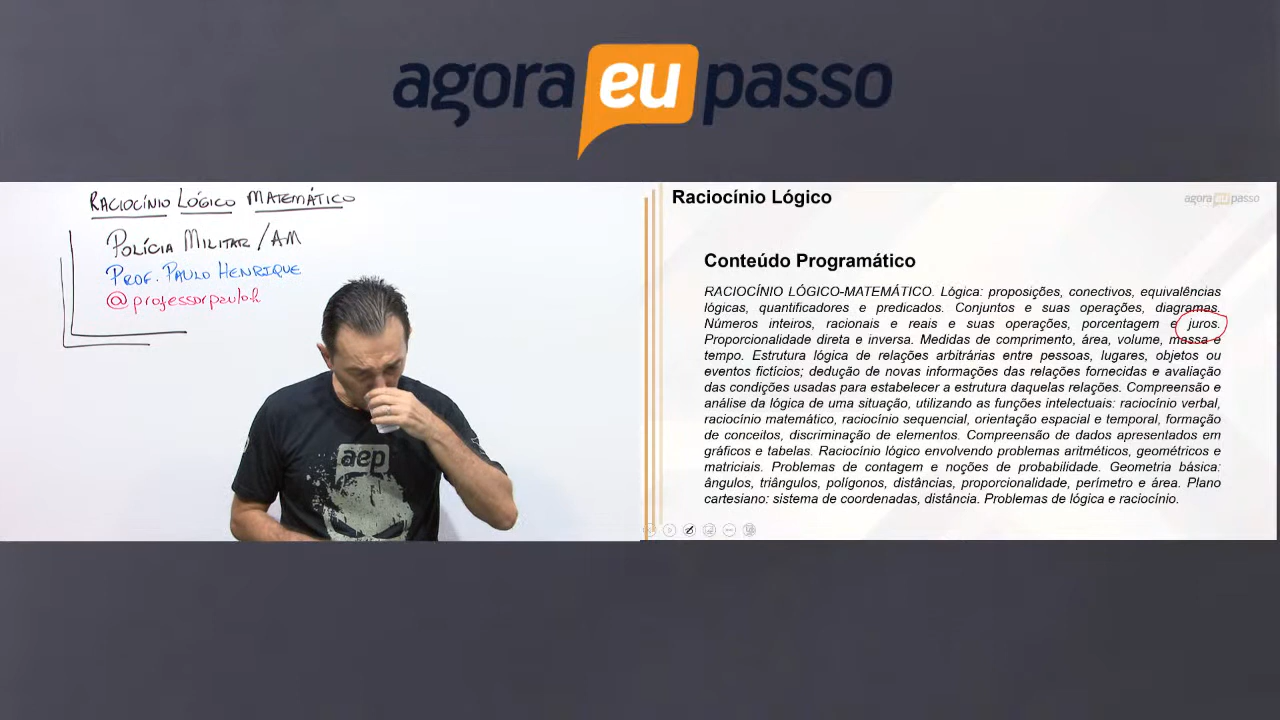 agora eu passo
RACIOCÍNIO LÓGICO MATEMÁTICO
POLÍCIA MILITAR / AM
PROF. PAULO HENRIQUE
@professorpauloh
aep
Raciocínio Lógico
agora eu passo
Conteúdo Programático
RACIOCÍNIO LÓGICO-MATEMÁTICO. Lógica: proposições, conectivos, equivalências
lógicas, quantificadores e predicados. Conjuntos e suas operações, diagramas.
Números inteiros, racionais e reais e suas operações, porcentagem e juros.
Proporcionalidade direta e inversa. Medidas de comprimento, área, volume, massa e
tempo. Estrutura lógica de relações arbitrárias entre pessoas, lugares, objetos ou
eventos fictícios; dedução de novas informações das relações fornecidas e avaliação
das condições usadas para estabelecer a estrutura daquelas relações. Compreensão e
análise da lógica de uma situação, utilizando as funções intelectuais: raciocínio verbal,
raciocínio matemático, raciocínio sequencial, orientação espacial e temporal, formação
de conceitos, discriminação de elementos. Compreensão de dados apresentados em
gráficos e tabelas. Raciocínio lógico envolvendo problemas aritméticos, geométricos e
matriciais. Problemas de contagem e noções de probabilidade. Geometria básica:
ângulos, triângulos, polígonos, distâncias, proporcionalidade, perímetro e área. Plano
cartesiano: sistema de coordenadas, distância. Problemas de lógica e raciocínio.